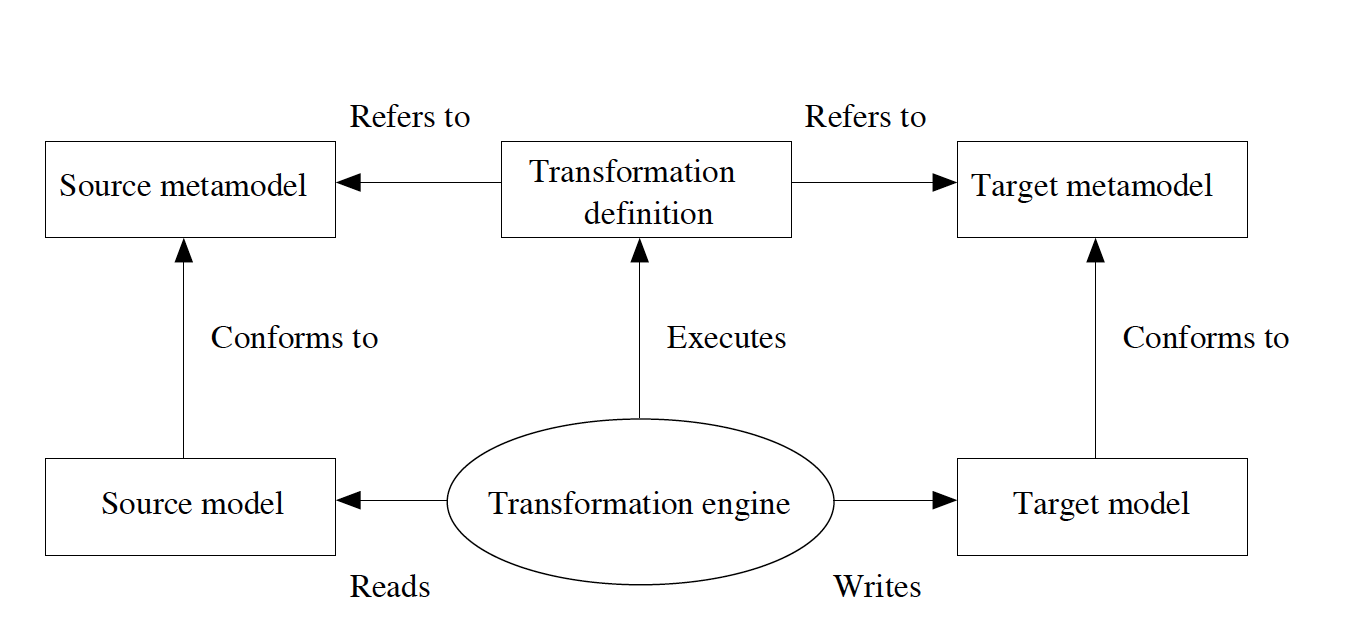 Refers to
Refers to
Source metamodel
Transformation
definition
Target metamodel
Conforms to
Executes
Conforms to
Source model
Transformation engine
Target model
Reads
Writes